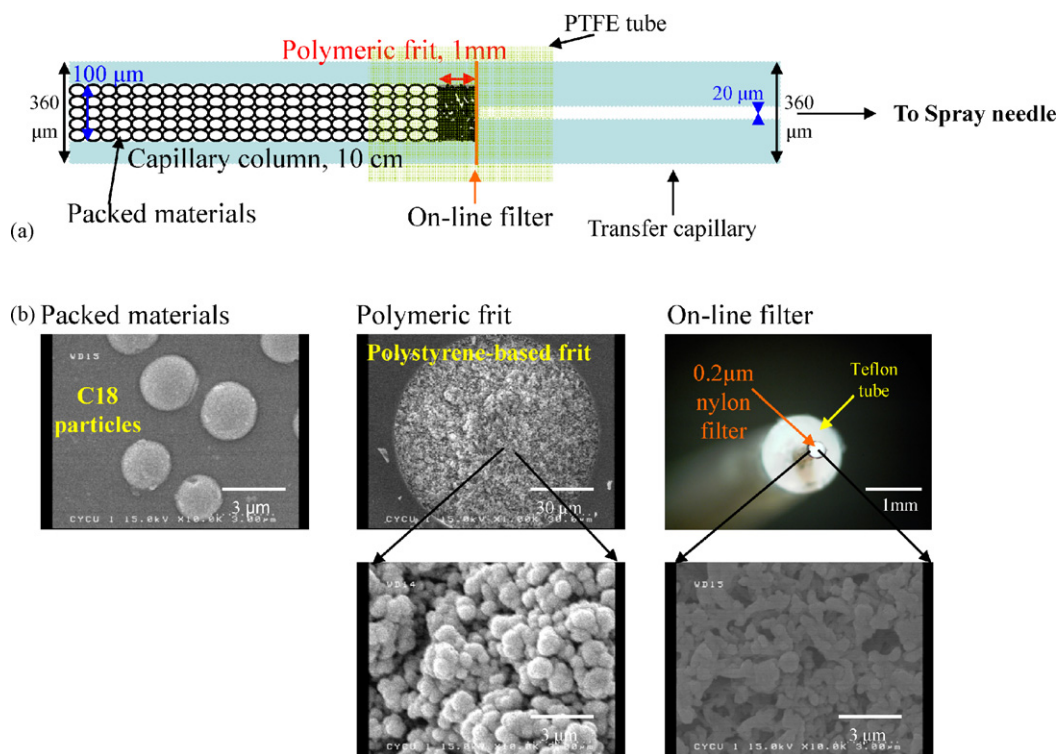 PTFE tube
Polymeric frit, 1mm
100 μm
360
μm
20 μm
360
μm
To Spray needle
Capillary column, 10 cm
Packed materials
On-line filter
Transfer capillary
(a)
(b) Packed materials
Polymeric frit
On-line filter
WD15
C18
particles
3 μm
CYCU 1 15.0kV X10.0K 3.00μm
Polystyrene-based frit
30 μm
0.2μm
nylon
filter
Teflon
tube
1mm
WD14
3 μm
WD15
3 μm